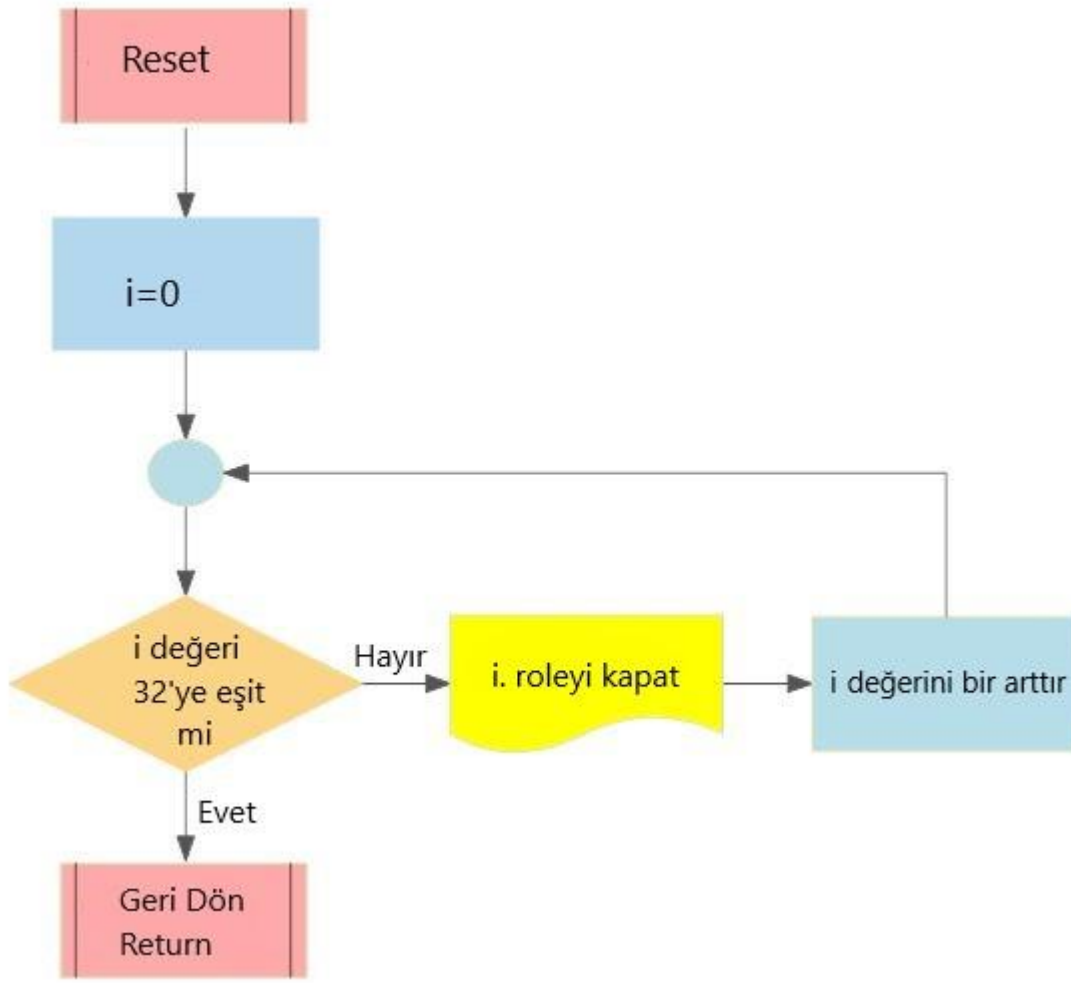 Reset
i=0
i değeri
32'ye eşit
mi
Hayır
i. roleyi kapat
i değerini bir arttır
Evet
Geri Dön
Return